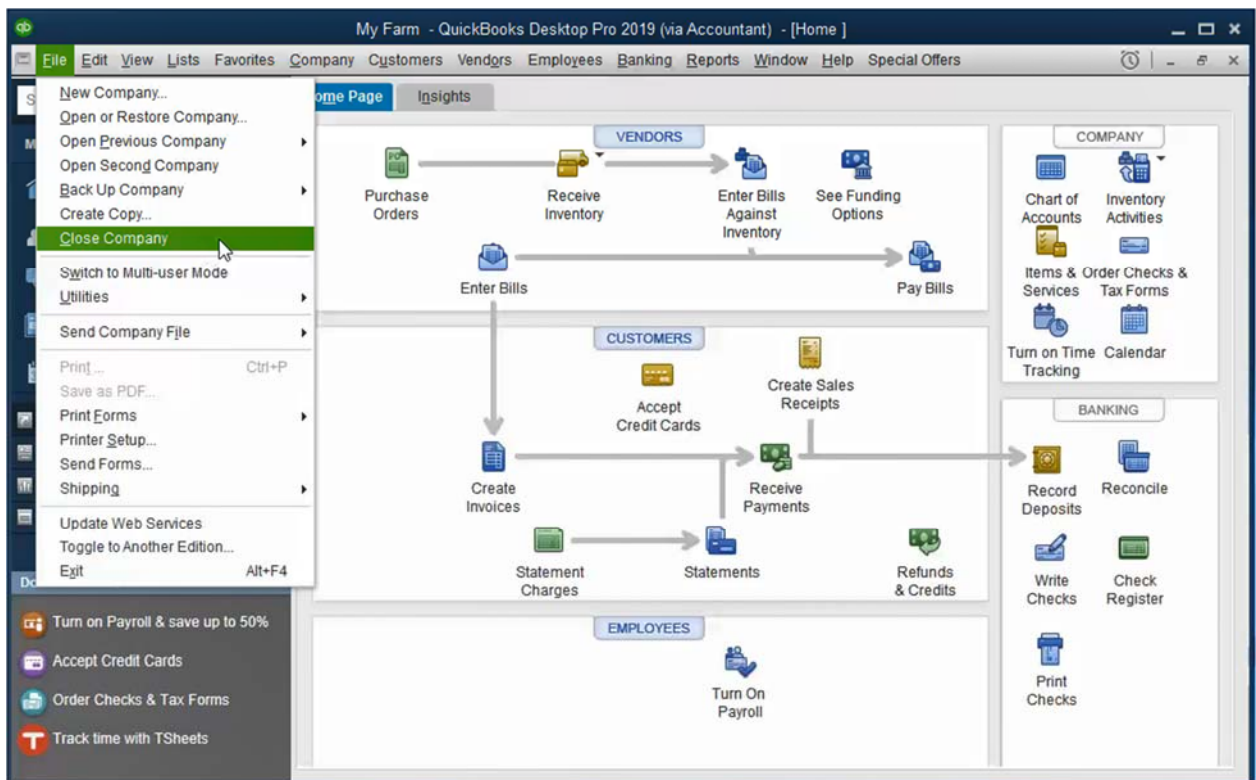 qb
My Farm - QuickBooks Desktop Pro 2019 (via Accountant) - [Home ]
File Edit View Lists Favorites Company Customers Vendors Employees Banking Reports Window Help Special Offers
New Company...
Open or Restore Company...
Open Previous Company
Open Second Company
Back Up Company
Create Copy...
Close Company
Switch to Multi-user Mode
Utilities
Send Company File
Print ... Ctrl+P
Save as PDF...
Print Forms
Printer Setup...
Send Forms...
Shipping
Update Web Services
Toggle to Another Edition...
Exit Alt+F4
Turn on Payroll & save up to 50%
Accept Credit Cards
Order Checks & Tax Forms
Track time with TSheets
ome Page Insights
VENDORS
Purchase
Orders
Receive
Inventory
Enter Bills
Against
Inventory
See Funding
Options
Enter Bills
Pay Bills
CUSTOMERS
Accept
Credit Cards
Create Sales
Receipts
Create
Invoices
Receive
Payments
Statement
Charges
Statements
Refunds
& Credits
EMPLOYEES
Turn On
Payroll
COMPANY
Chart of
Accounts
Inventory
Activities
Items &
Services
Order Checks &
Tax Forms
Turn on Time
Tracking
Calendar
BANKING
Record
Deposits
Reconcile
Write
Checks
Check
Register
Print
Checks